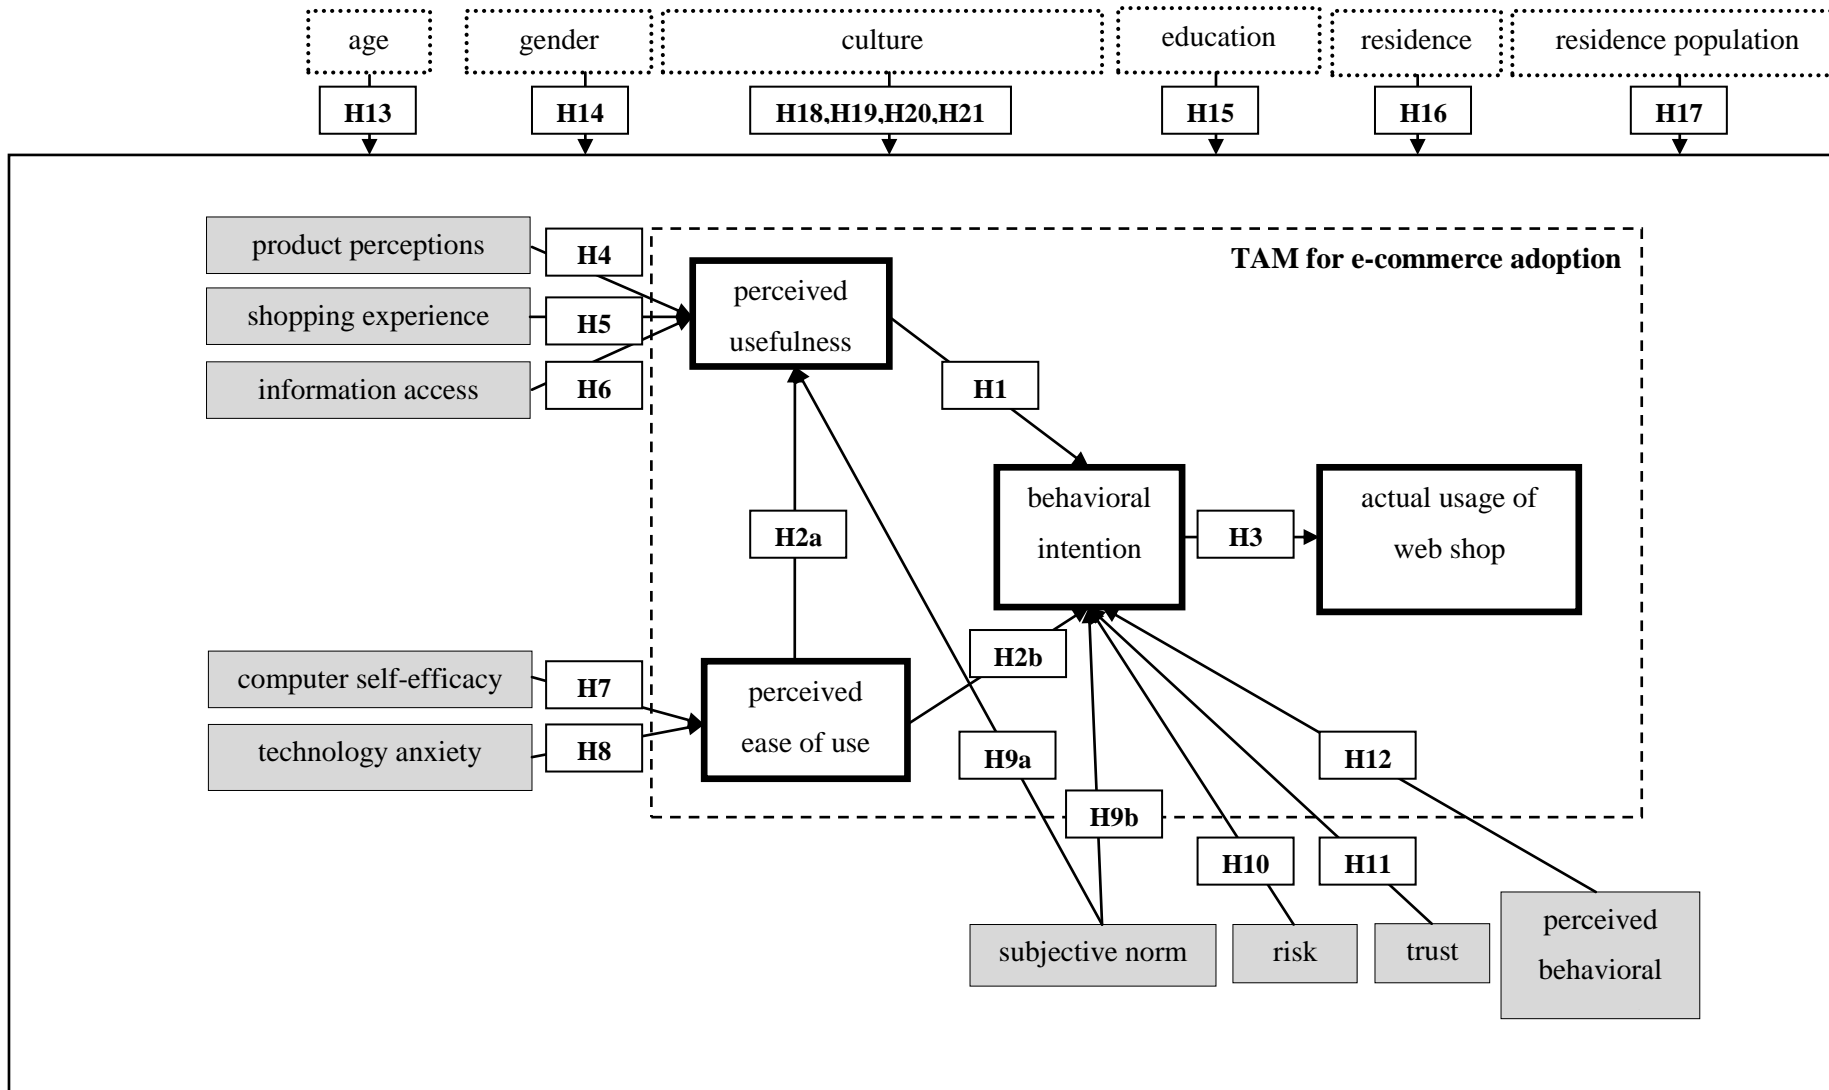 age
gender
culture
education
residence
residence population
H13
H14
H18,H19,H20,H21
H15
H16
H17
product perceptions
H4
TAM for e-commerce adoption
perceived
usefulness
shopping experience
H5
information access
H6
H1
behavioral
intention
H3
actual usage of
web shop
H2a
H2b
computer self-efficacy
H7
perceived
ease of use
technology anxiety
H8
H9a
H12
H9b
H10
H11
subjective norm
risk
trust
perceived
behavioral